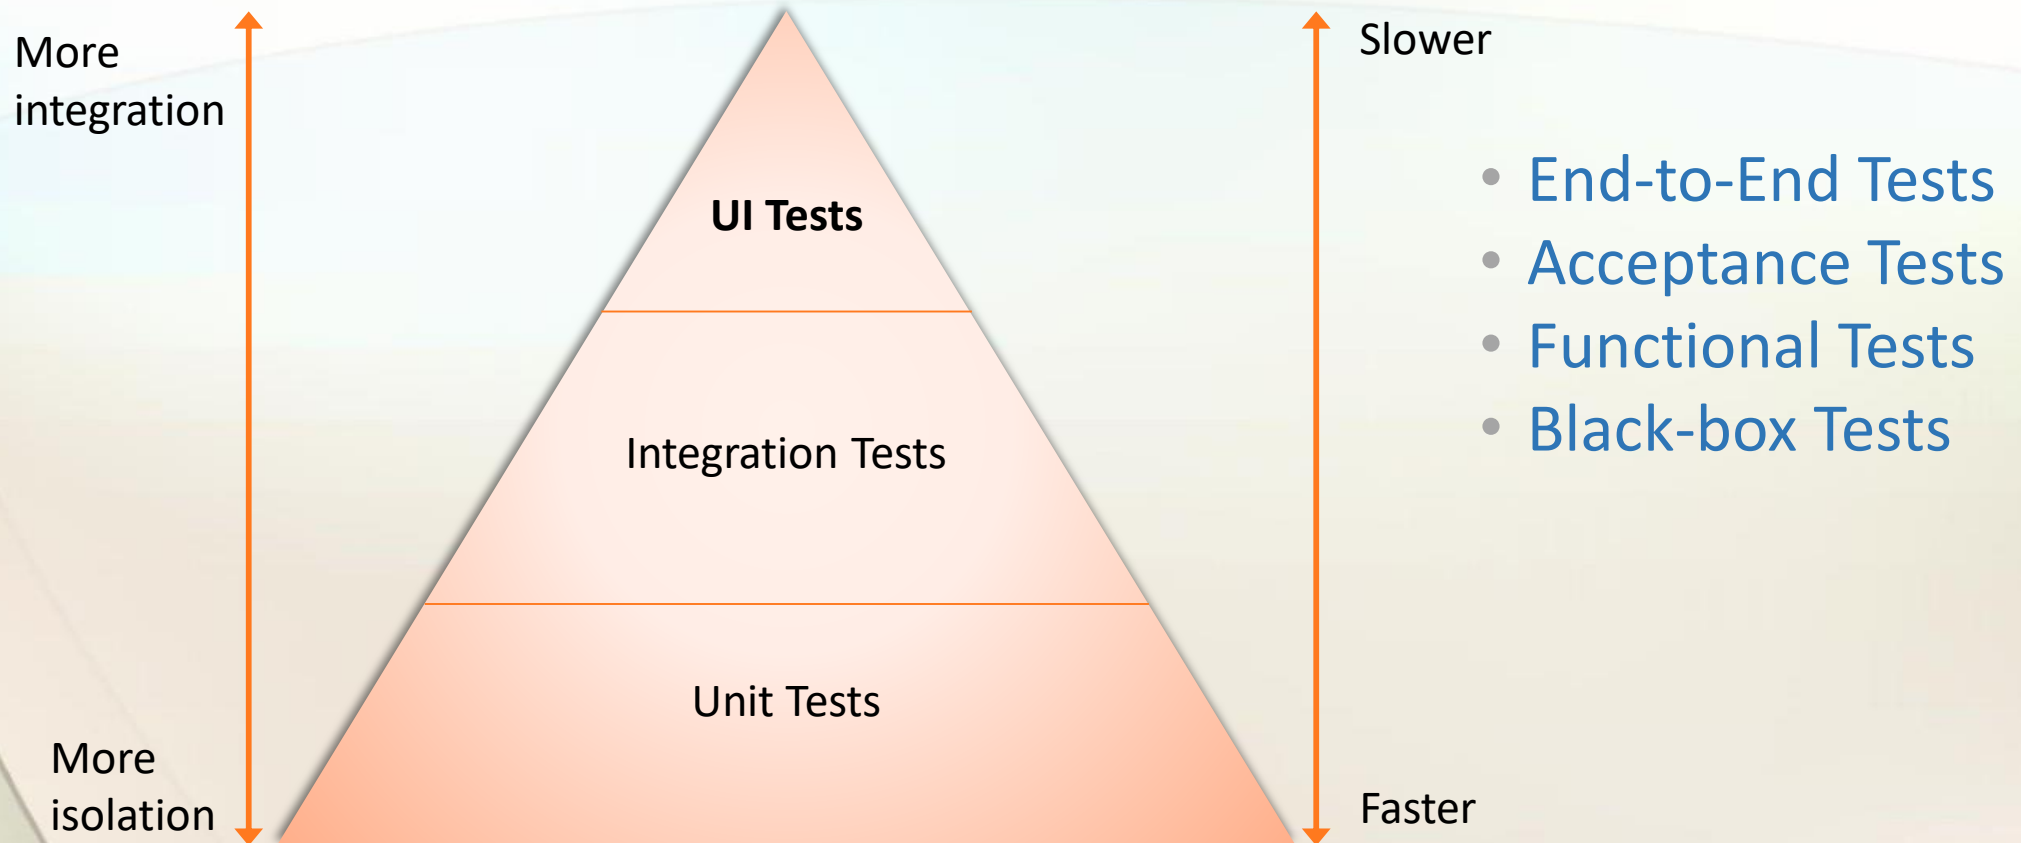 More
integration
Slower
• End-to-End Tests
• Acceptance Tests
• Functional Tests
• Black-box Tests
UI Tests
Integration Tests
Unit Tests
More
isolation
Faster